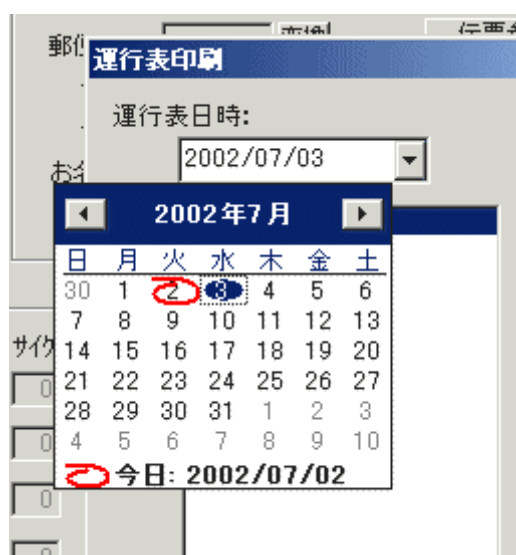 変換
伝票
郵便
運行表印刷
運行表日時:
2002/07/03
2002年7月
日 月 火 水 木 金 土
30 1 2 3 4 5 6
7 8 9 10 11 12 13
14 15 16 17 18 19 20
21 22 23 24 25 26 27
28 29 30 31 1 2 3
4 5 6 7 8 9 10
今日: 2002/07/02
サイク
0
0
0